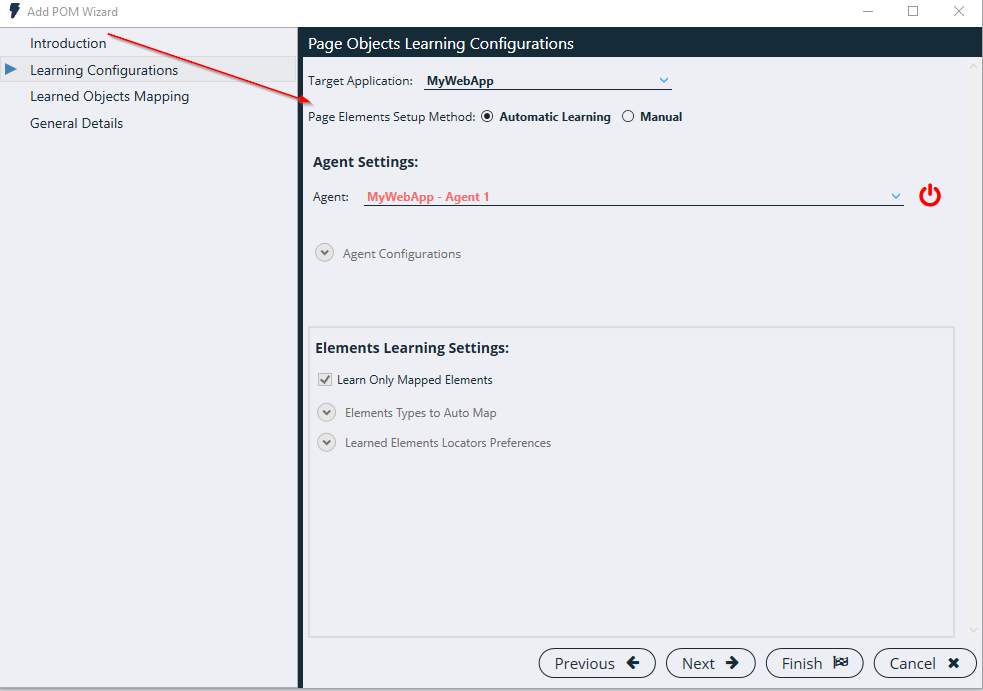 Add POM Wizard
Introduction
Learning Configurations
Learned Objects Mapping
General Details
Page Objects Learning Configurations
Target Application: MyWebApp
Page Elements Setup Method: Automatic Learning Manual
Agent Settings:
Agent: MyWebApp - Agent 1
Agent Configurations
Elements Learning Settings:
Learn Only Mapped Elements
Elements Types to Auto Map
Learned Elements Locators Preferences
Previous Next Finish Cancel